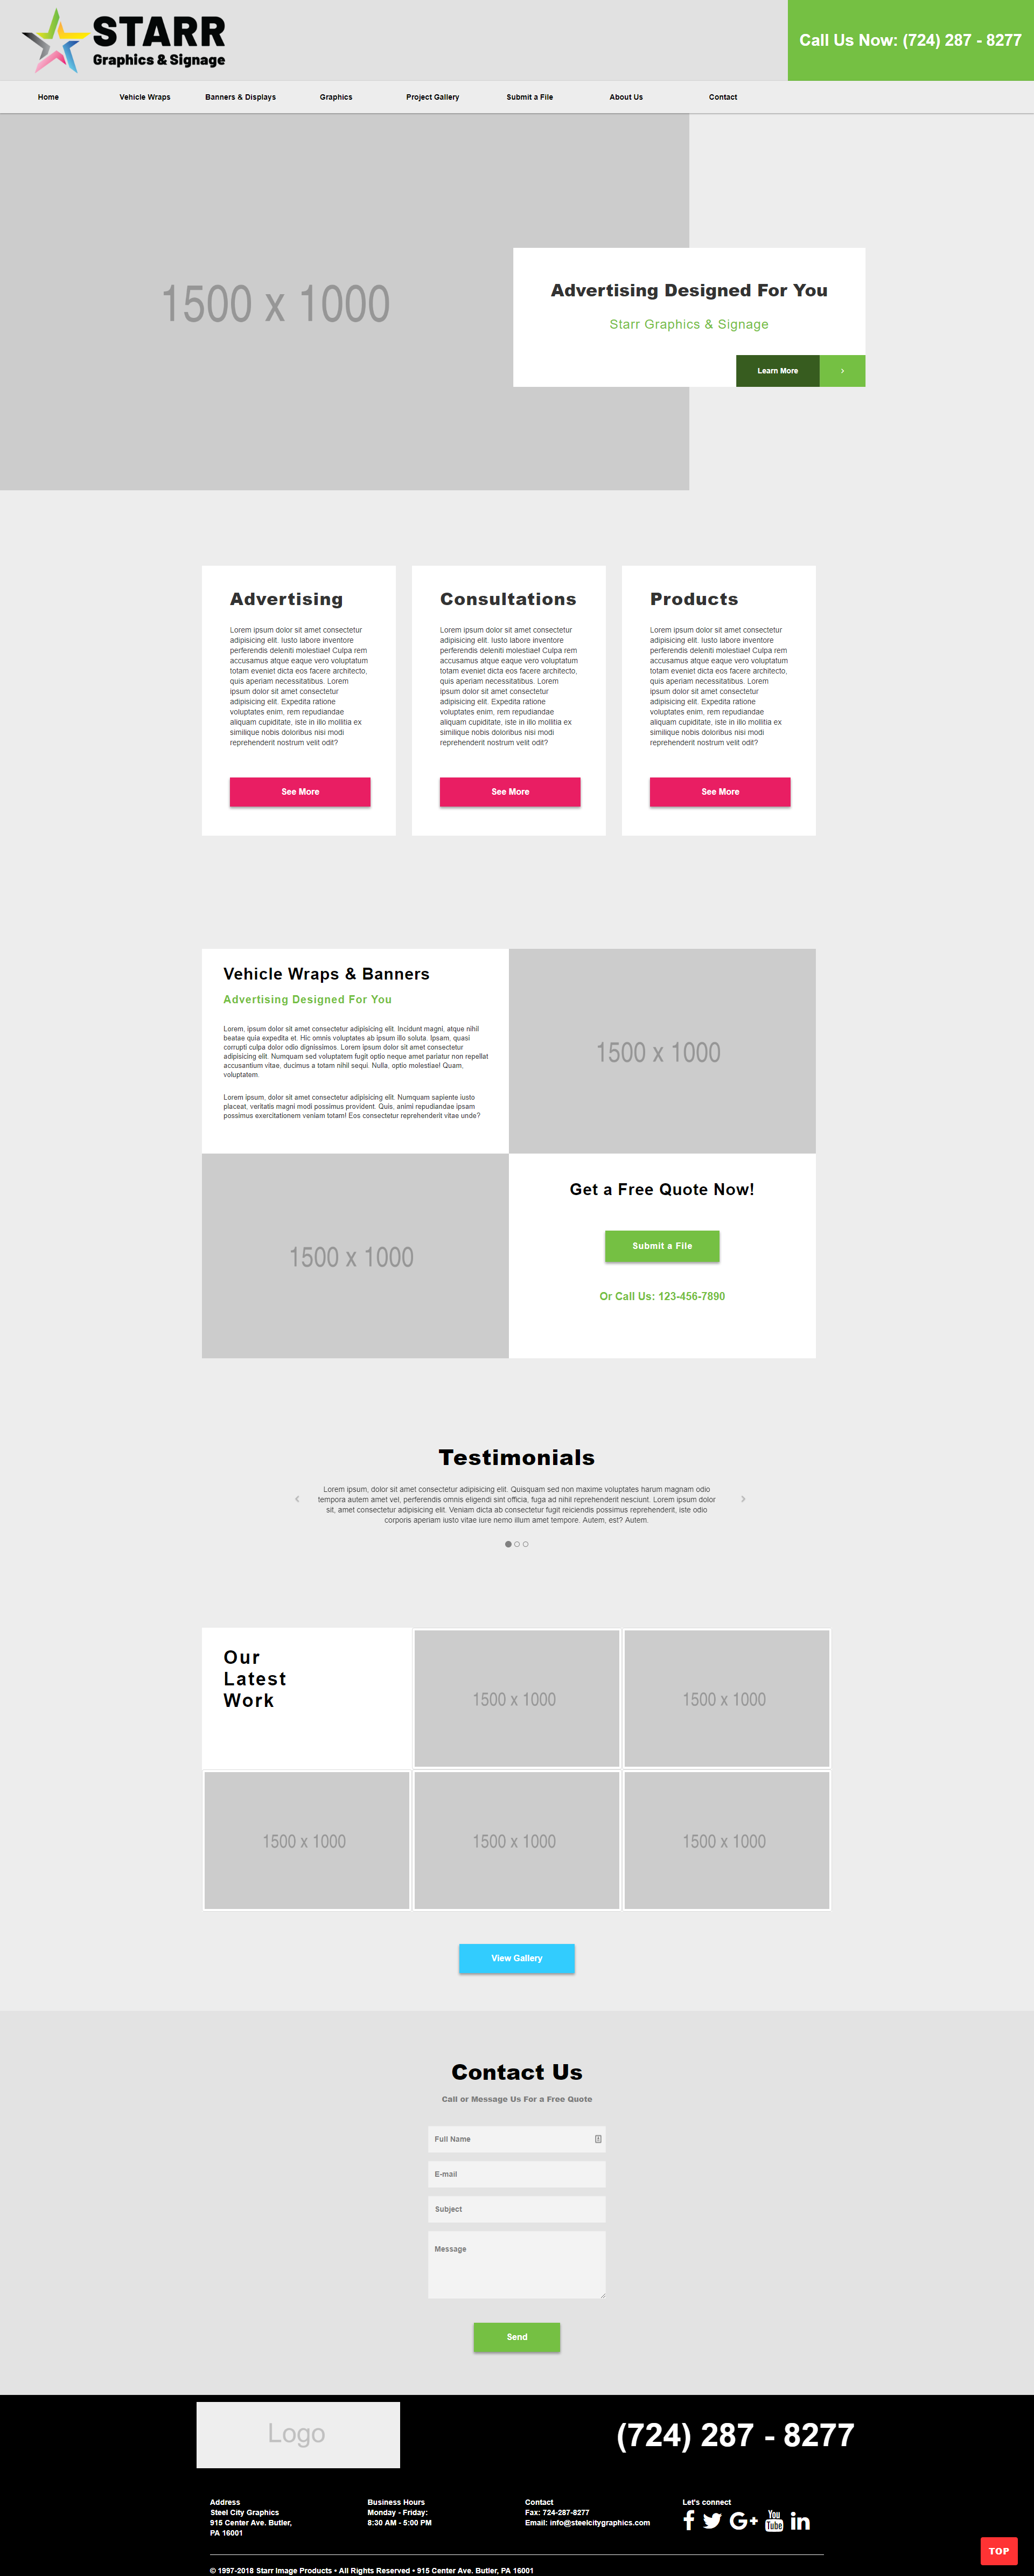 STARR
Graphics & Signage
Call Us Now: (724) 287 - 8277
Home
Vehicle Wraps
Banners & Displays
Graphics
Project Gallery
Submit a File
About Us
Contact
1500 x 1000
Advertising Designed For You
Starr Graphics & Signage
Learn More
Advertising
Lorem ipsum dolor sit amet consectetur
adipisicing elit. Iusto labore inventore
perferendis deleniti molestiae! Culpa rem
accusamus atque eaque vero voluptatum
totam eveniet dicta eos facere architecto,
quis aperiam necessitatibus. Lorem
ipsum dolor sit amet consectetur
adipisicing elit. Expedita ratione
voluptates enim, rem repudiandae
aliquam cupiditate, iste in illo mollitia ex
similique nobis doloribus nisi modi
reprehenderit nostrum velit odit?
See More
Consultations
Lorem ipsum dolor sit amet consectetur
adipisicing elit. Iusto labore inventore
perferendis deleniti molestiae! Culpa rem
accusamus atque eaque vero voluptatum
totam eveniet dicta eos facere architecto,
quis aperiam necessitatibus. Lorem
ipsum dolor sit amet consectetur
adipisicing elit. Expedita ratione
voluptates enim, rem repudiandae
aliquam cupiditate, iste in illo mollitia ex
similique nobis doloribus nisi modi
reprehenderit nostrum velit odit?
See More
Products
Lorem ipsum dolor sit amet consectetur
adipisicing elit. Iusto labore inventore
perferendis deleniti molestiae! Culpa rem
accusamus atque eaque vero voluptatum
totam eveniet dicta eos facere architecto,
quis aperiam necessitatibus. Lorem
ipsum dolor sit amet consectetur
adipisicing elit. Expedita ratione
voluptates enim, rem repudiandae
aliquam cupiditate, iste in illo mollitia ex
similique nobis doloribus nisi modi
reprehenderit nostrum velit odit?
See More
Vehicle Wraps & Banners
Advertising Designed For You
Lorem, ipsum dolor sit amet consectetur adipisicing elit. Incidunt magni, atque nihil
beatae quia expedita et. Hic omnis voluptates ab ipsum illo soluta. Ipsam, quasi
corrupti culpa dolor odio dignissimos. Lorem ipsum dolor sit amet consectetur
adipisicing elit. Numquam sed voluptatem fugit optio neque amet pariatur non repellat
accusantium vitae, ducimus a totam nihil sequi. Nulla, optio molestiae! Quam,
voluptatem.
Lorem ipsum, dolor sit amet consectetur adipisicing elit. Numquam sapiente iusto
placeat, veritatis magni modi possimus provident. Quis, animi repudiandae ipsam
possimus exercitationem veniam totam! Eos consectetur reprehenderit vitae unde?
1500 x 1000
1500 x 1000
Get a Free Quote Now!
Submit a File
Or Call Us: 123-456-7890
Testimonials
Lorem ipsum, dolor sit amet consectetur adipisicing elit. Quisquam sed non maxime voluptates harum magnam odio
tempora autem amet vel, perferendis omnis eligendi sint officia, fuga ad nihil reprehenderit nesciunt. Lorem ipsum dolor
sit, amet consectetur adipisicing elit. Veniam dicta ab consectetur fugit reiciendis possimus reprehenderit, iste odio
corporis aperiam iusto vitae iure nemo illum amet tempore. Autem, est? Autem.
Our
Latest
Work
1500 x 1000
1500 x 1000
1500 x 1000
1500 x 1000
1500 x 1000
View Gallery
Contact Us
Call or Message Us For a Free Quote
Full Name
E-mail
Subject
Message
Send
Logo
(724) 287 - 8277
Address
Steel City Graphics
915 Center Ave. Butler,
PA 16001
Business Hours
Monday - Friday:
8:30 AM - 5:00 PM
Contact
Fax: 724-287-8277
Email: info@steelcitygraphics.com
Let's connect
You
Tube
TOP
© 1997-2018 Starr Image Products • All Rights Reserved • 915 Center Ave. Butler, PA 16001